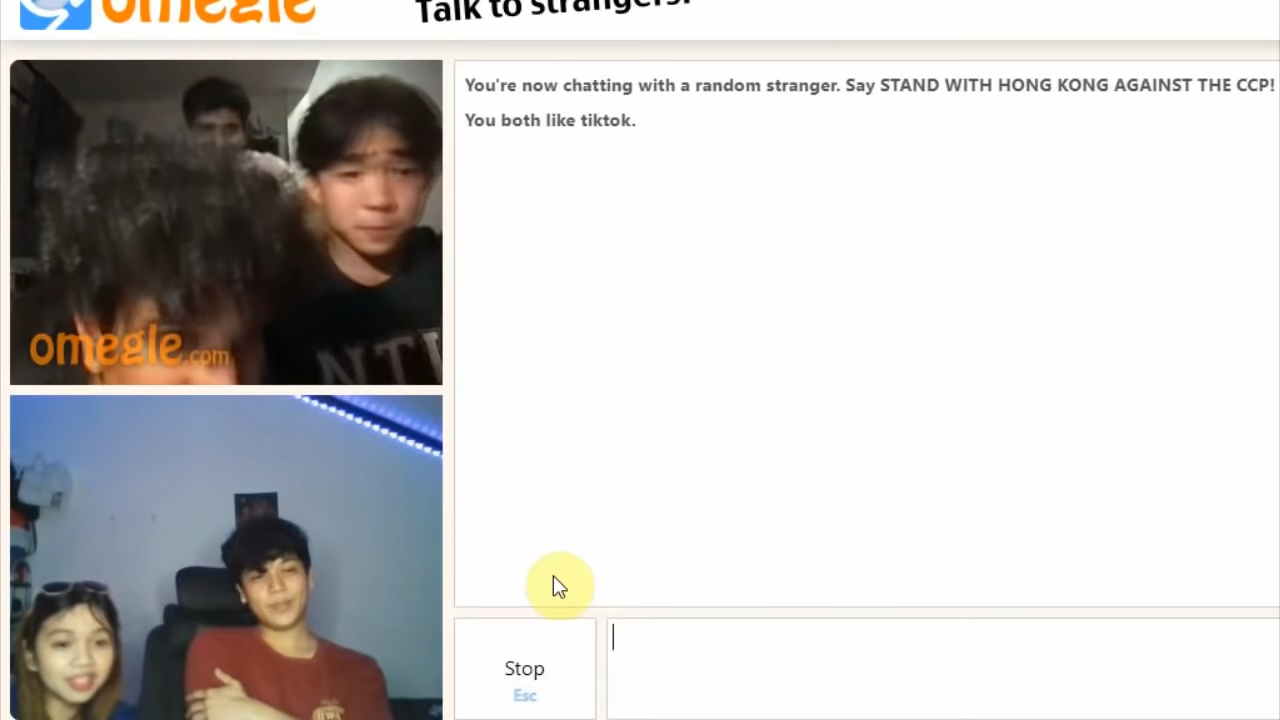 omegle
Talk to strangers!
You're now chatting with a random stranger. Say STAND WITH HONG KONG AGAINST THE CCP!
You both like tiktok.
omegle.com
NTI
Stop
Esc